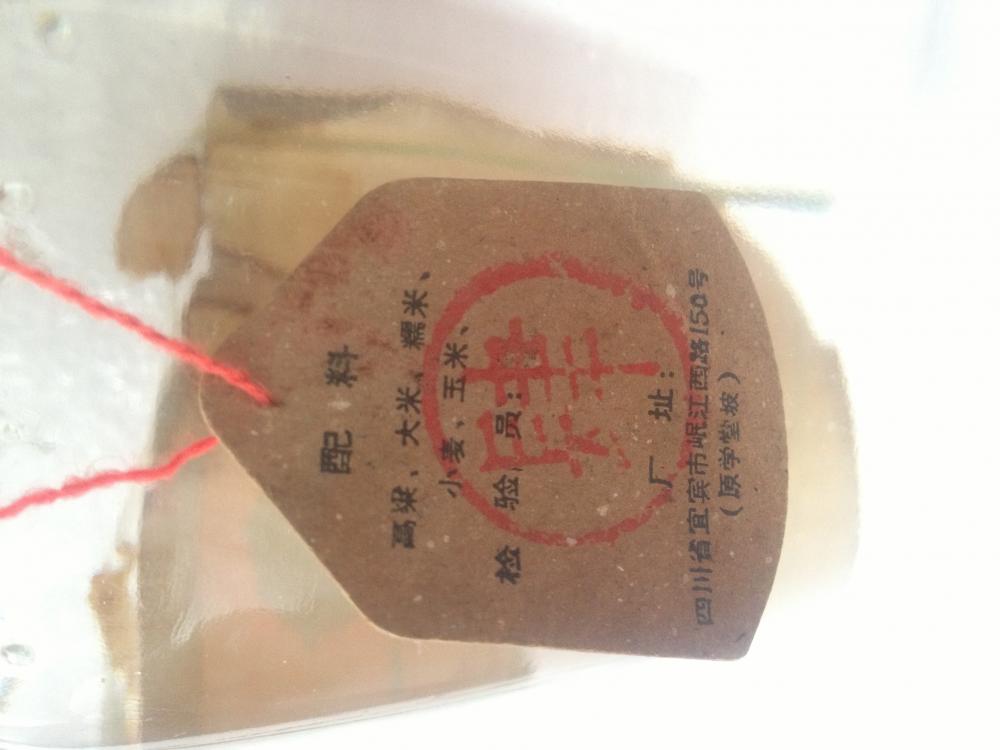 配料
高粱、大米、糯米、
小麦、玉米、
检验员：
厂址：
四川省宜宾市岷江西路150号
（原学堂坡）